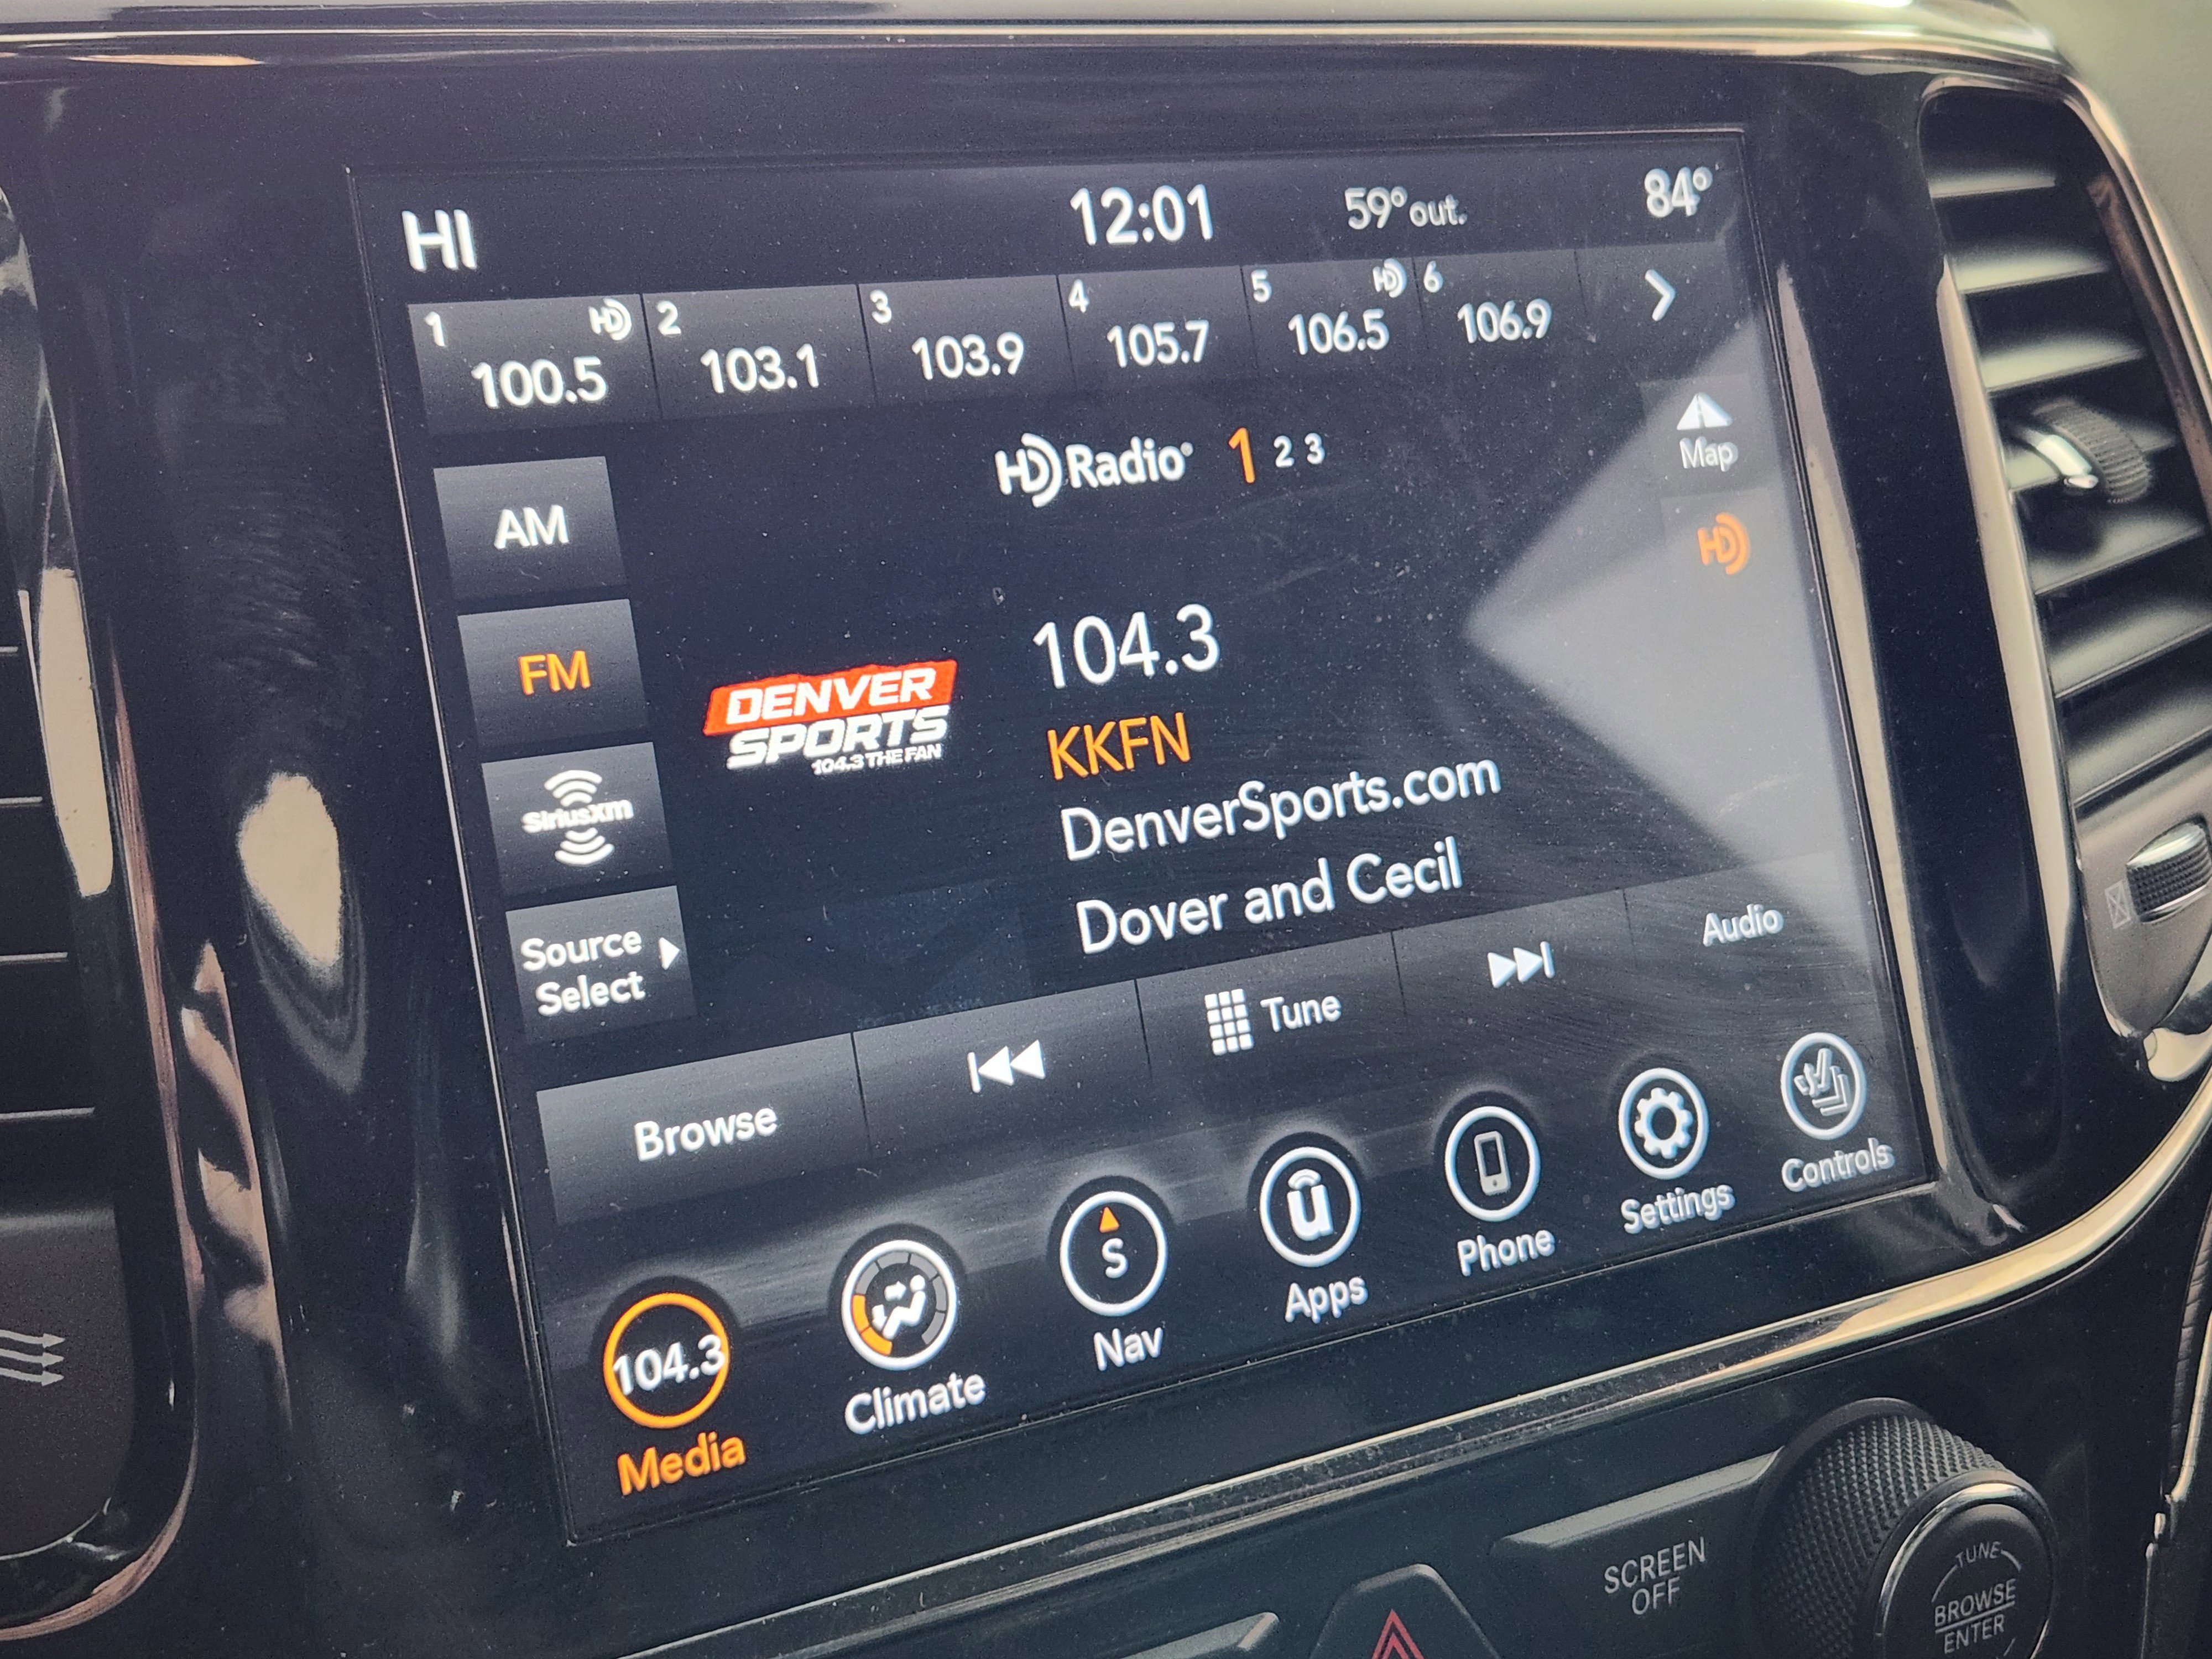 HI 12:01 59° out. 84°
1 HD 2 3 4 5 HD 6
100.5 103.1 103.9 105.7 106.5 106.9
HD Radio® 1 2 3
Map
AM
HD
FM
104.3
DENVER
SPORTS
104.3 THE FAN
KKFN
DenverSports.com
Dover and Cecil
SiriusXm
Source
Select
Browse
Tune
Audio
104.3
Media
Climate
S
Nav
u
Apps
Phone
Settings
Controls
SCREEN
OFF
TUNE
BROWSE
ENTER